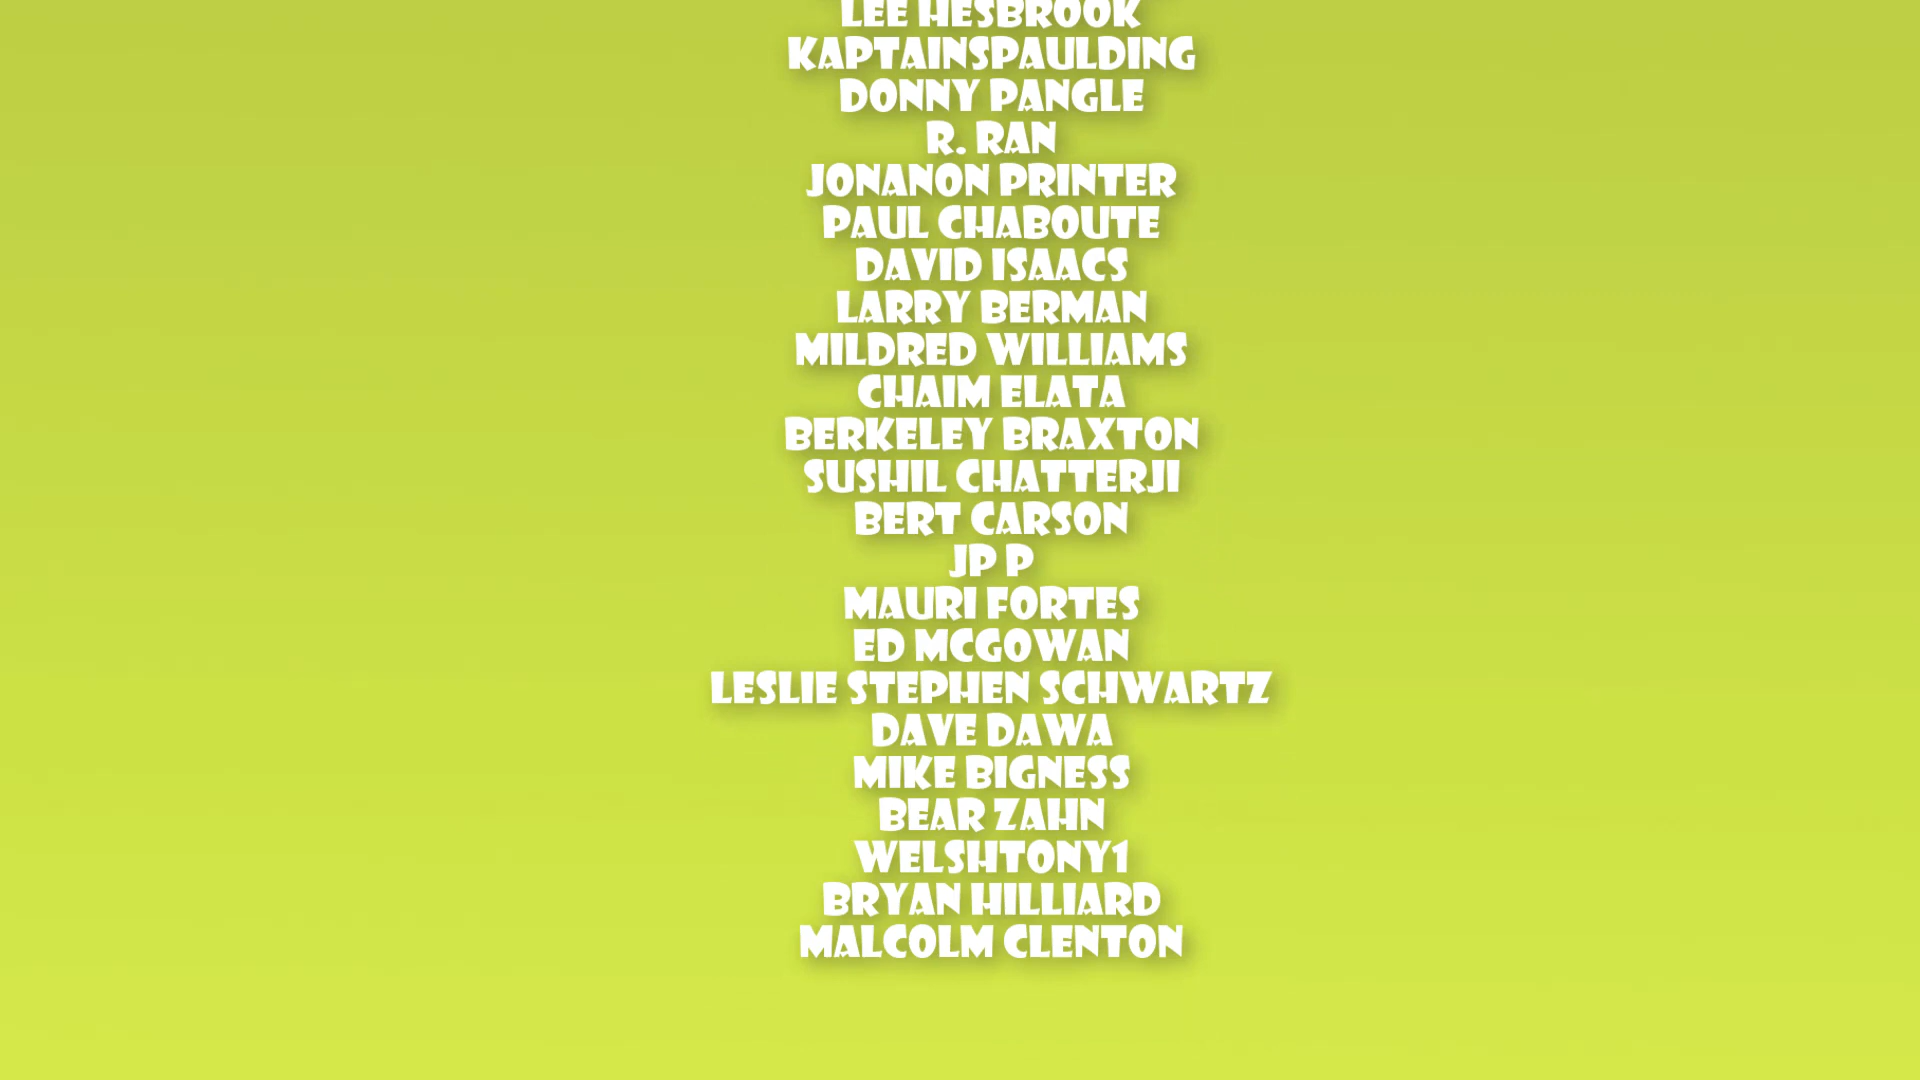 LEE HESBROOK
KAPTAINSPAULDING
DONNY PANGLE
R. RAN
JONANON PRINTER
PAUL CHABOUTE
DAVID ISAACS
LARRY BERMAN
MILDRED WILLIAMS
CHAIM ELATA
BERKELEY BRAXTON
SUSHIL CHATTERJI
BERT CARSON
JP P
MAURI FORTES
ED MCGOWAN
LESLIE STEPHEN SCHWARTZ
DAVE DAWA
MIKE BIGNESS
BEAR ZAHN
WELSHTONY1
BRYAN HILLIARD
MALCOLM CLENTON